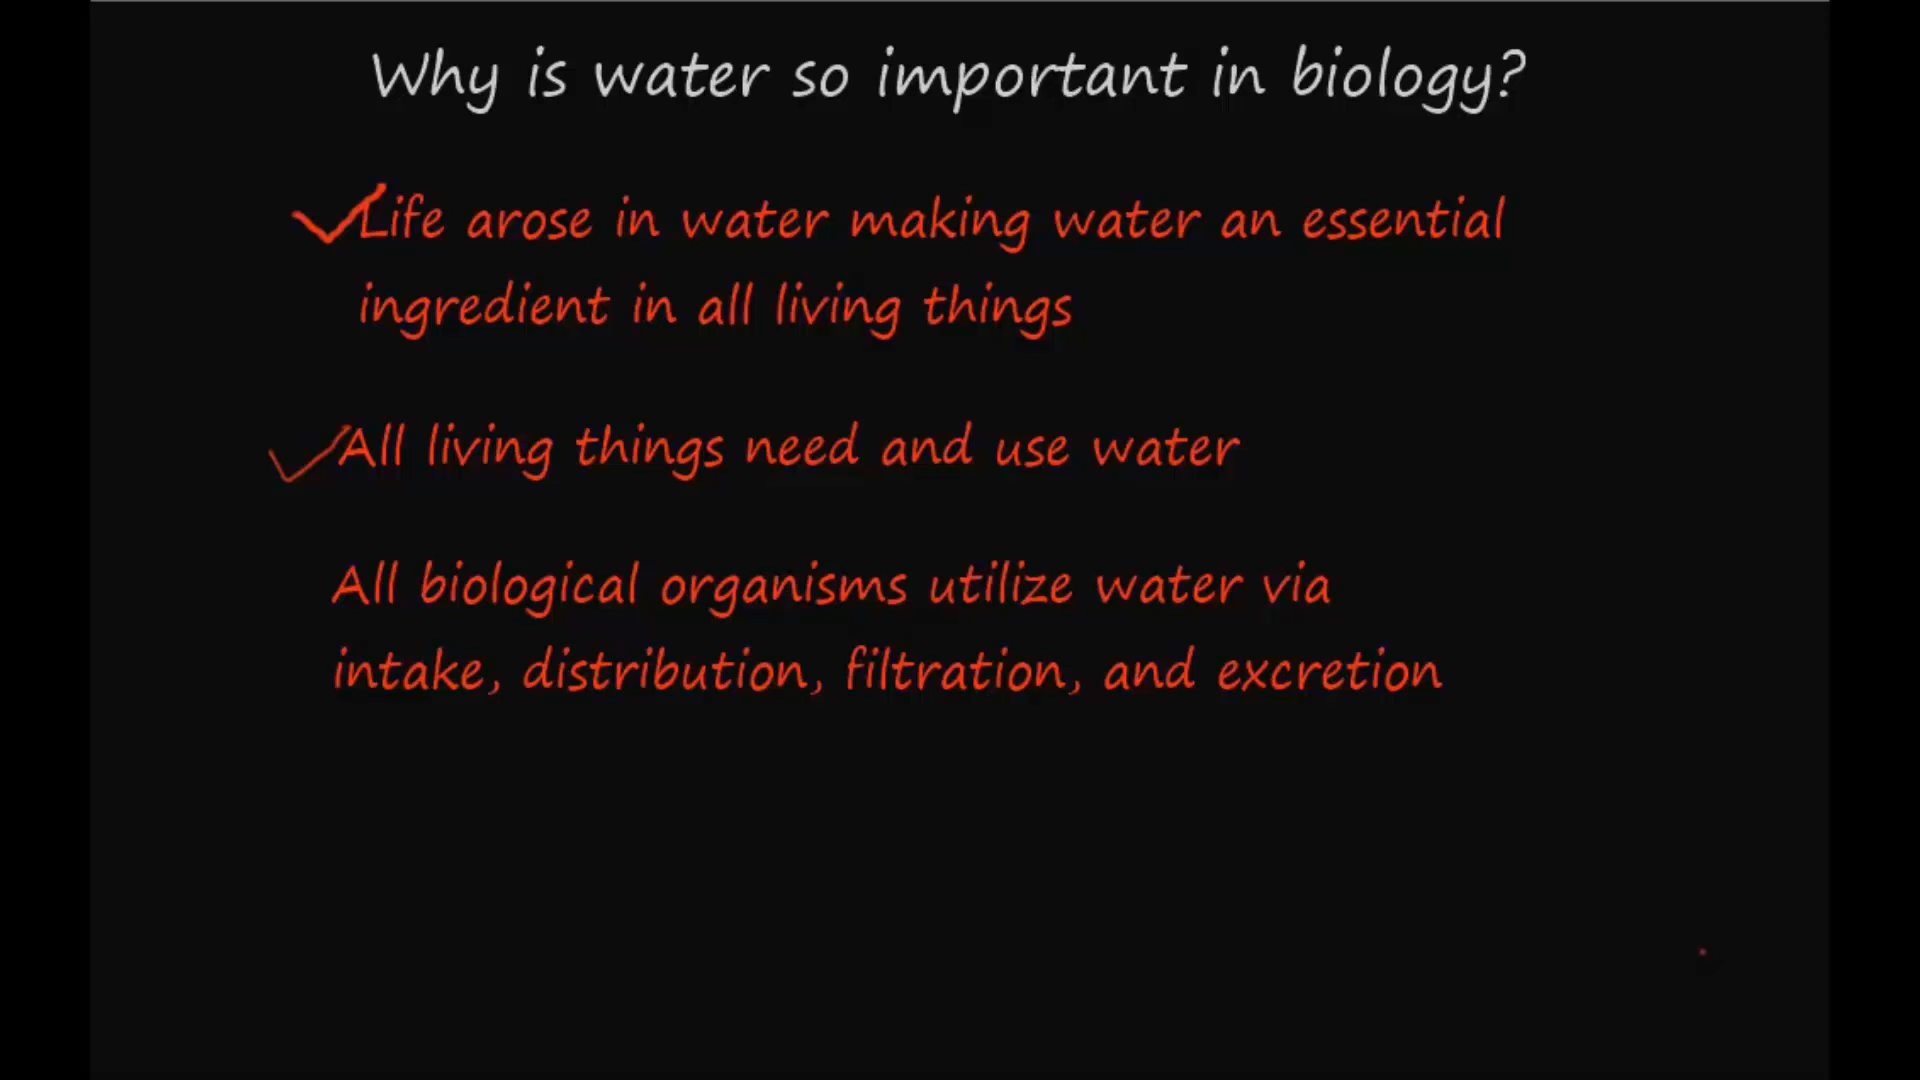 Why is water so important in biology?
Life arose in water making water an essential
ingredient in all living things
All living things need and use water
All biological organisms utilize water via
intake, distribution, filtration, and excretion